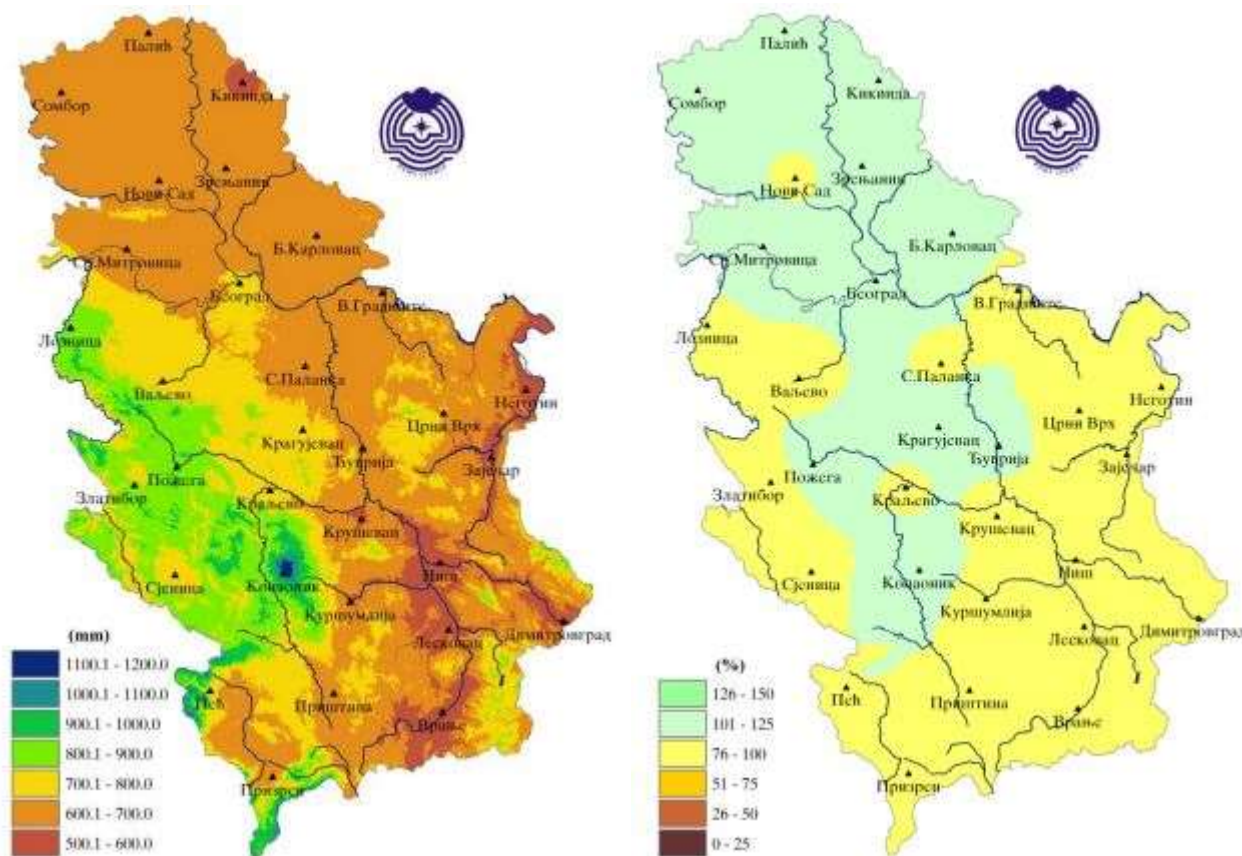 Палић
Кикинда
Сомбор
Нови Сад
Зрењанин
Б.Карловац
Ср.Митровица
Београд
В.Градиште
Лозница
С.Паланка
Ваљево
Неготин
Црни Врх
Крагујевац
Ћуприја
Зајечар
Пожега
Златибор
Краљево
Крушевац
Ниш
Сјеница
Копаоник
Куршумлија
Лесковац
Димитровград
(mm)
1100.1 - 1200.0
1000.1 - 1100.0
900.1 - 1000.0
800.1 - 900.0
700.1 - 800.0
600.1 - 700.0
500.1 - 600.0
Пећ
Приштина
Врање
Призрен
Палић
Кикинда
Сомбор
Нови Сад
Зрењанин
Б.Карловац
Ср.Митровица
Београд
В.Градиште
Лозница
С.Паланка
Ваљево
Неготин
Црни Врх
Крагујевац
Ћуприја
Зајечар
Пожега
Златибор
Краљево
Крушевац
Ниш
Сјеница
Копаоник
Куршумлија
Лесковац
Димитровград
(%)
126 - 150
101 - 125
76 - 100
51 - 75
26 - 50
0 - 25
Пећ
Приштина
Врање
Призрен